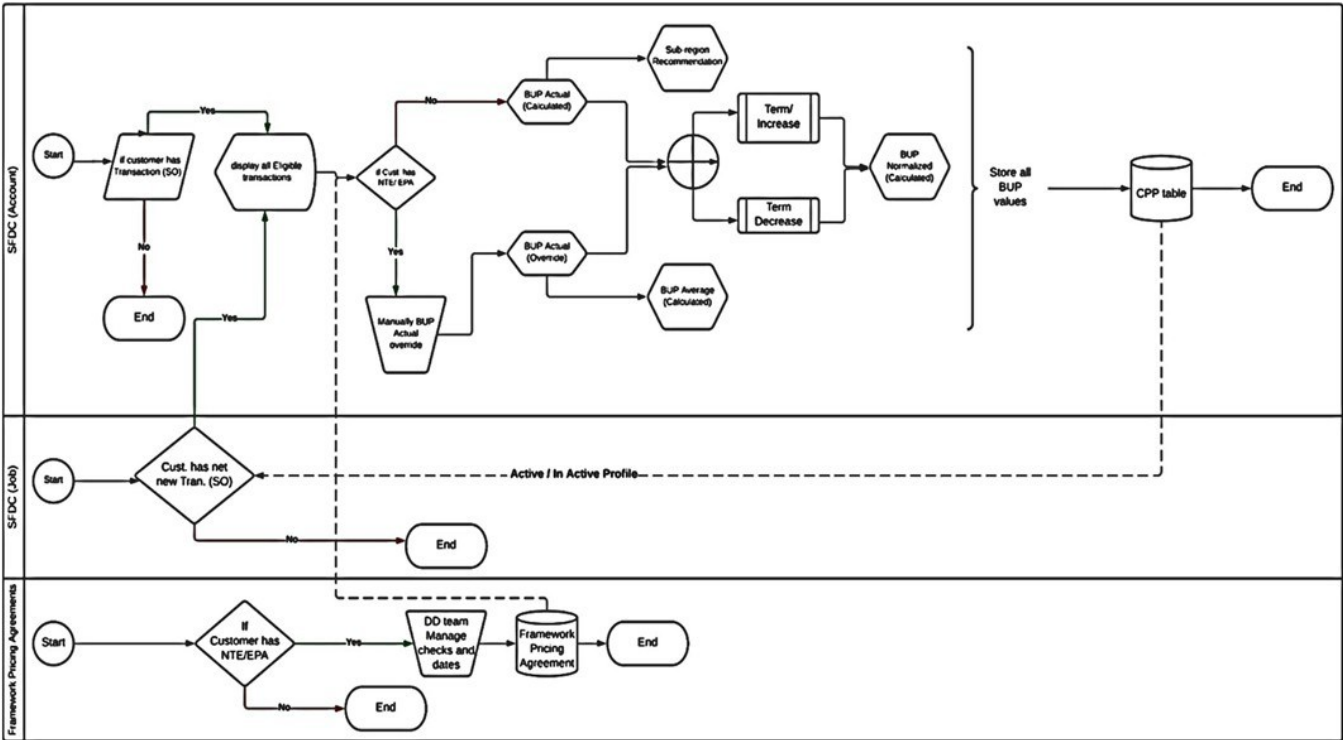 SFDC (Account)
Start
if customer has
Transaction (SO)
Yes
No
End
display all Eligible
transactions
if Cust. has
NTE/ EPA
No
Yes
Manually BUP
Actual
override
BUP Actual
(Calculated)
BUP Actual
(Override)
Sub region
Recommendation
BUP Average
(Calculated)
Term/
Increase
Term
Decrease
BUP
Normalized
(Calculated)
Store all
BUP
values
CPP table
End
Yes
SFDC (Job)
Start
Cust. has net
new Tran. (SO)
Active / In Active Profile
No
End
Framework Pricing Agreements
Start
If
Customer has
NTE/EPA
Yes
No
End
DD team
Manage
checks and
dates
Framework
Pricing
Agreement
End